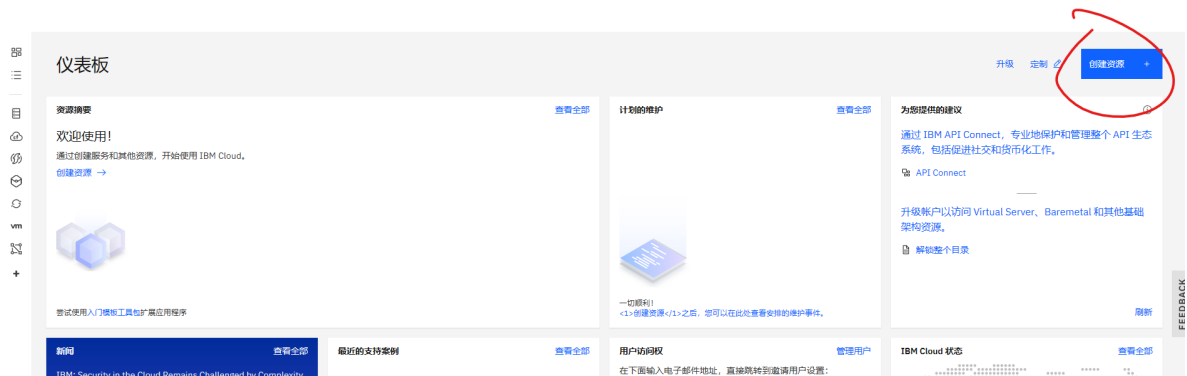 仪表板
升级
定制
创建资源 +
资源摘要
查看全部
欢迎使用!
通过创建服务和其他资源，开始使用 IBM Cloud。
创建资源 →
尝试使用入门模板工具包扩展应用程序
计划的维护
查看全部
一切顺利!
<1>创建资源</1>之后，您可以在此处查看安排的维护事件。
为您提供的建议
通过 IBM API Connect，专业地保护和管理整个 API 生态
系统，包括促进社交和货币化工作。
API Connect
升级帐户以访问 Virtual Server、Baremetal 和其他基础
架构资源。
解锁整个目录
刷新
FEEDBACK
vm
新闻
查看全部
IBM: Security in the Cloud Remains Challenged by Complexity
最近的支持案例
查看全部
用户访问权
管理用户
在下面输入电子邮件地址，直接跳转到邀请用户设置:
IBM Cloud 状态
查看全部